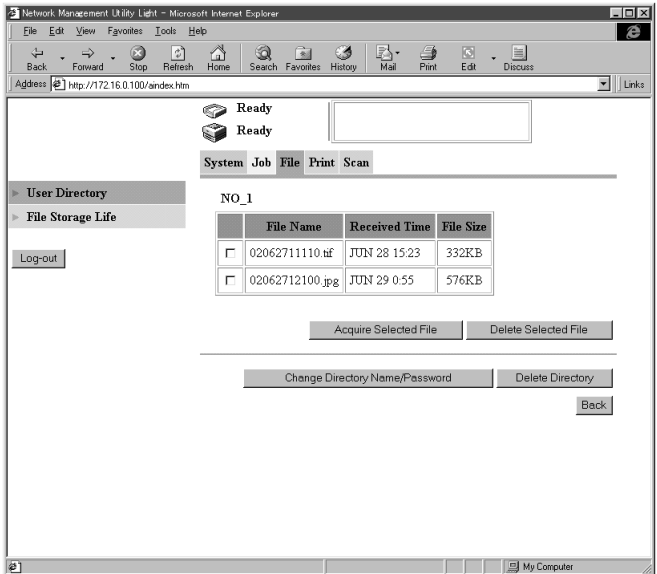 Network Management Utility Light - Microsoft Internet Explorer
File Edit View Favorites Tools Help
Back Forward Stop Refresh Home Search Favorites History Mail Print Edit Discuss
Address http://172.16.0.100/aindex.htm Links
Ready
Ready
System Job File Print Scan
User Directory
File Storage Life
Log-out
NO_1
File Name Received Time File Size
02062711110.tif JUN 28 15:23 332KB
02062712100.jpg JUN 29 0:55 576KB
Acquire Selected File Delete Selected File
Change Directory Name/Password Delete Directory
Back
My Computer